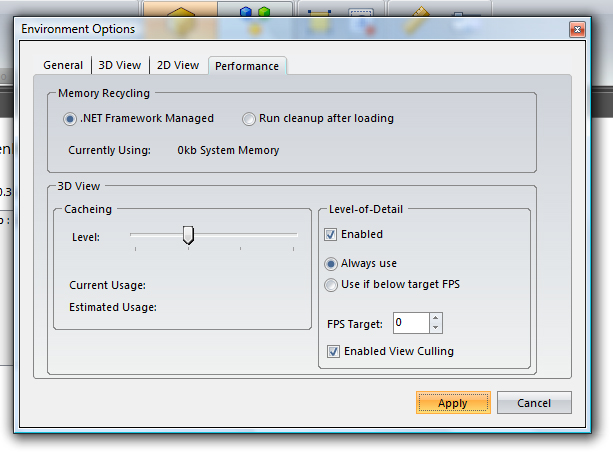 Environment Options
General 3D View 2D View Performance
Memory Recycling
.NET Framework Managed Run cleanup after loading
Currently Using: 0kb System Memory
3D View
Cacheing
Level:
Current Usage:
Estimated Usage:
Level-of-Detail
Enabled
Always use
Use if below target FPS
FPS Target: 0
Enabled View Culling
Apply Cancel